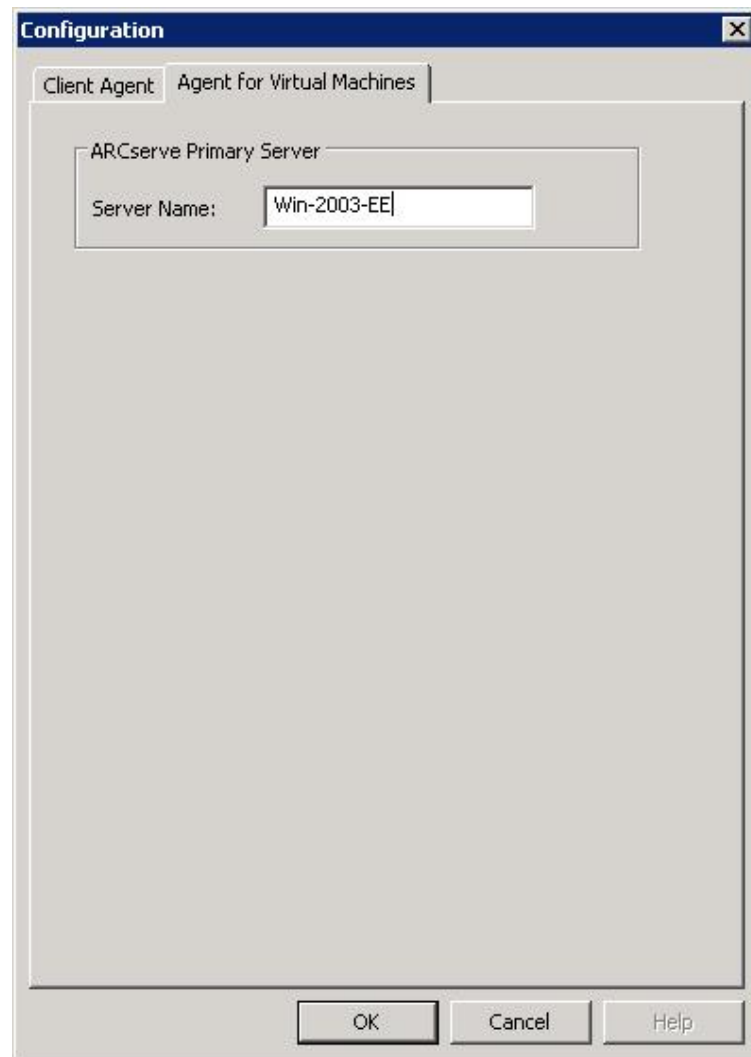 Configuration
Client Agent Agent for Virtual Machines
ARCserve Primary Server
Server Name: Win-2003-EE
OK Cancel Help